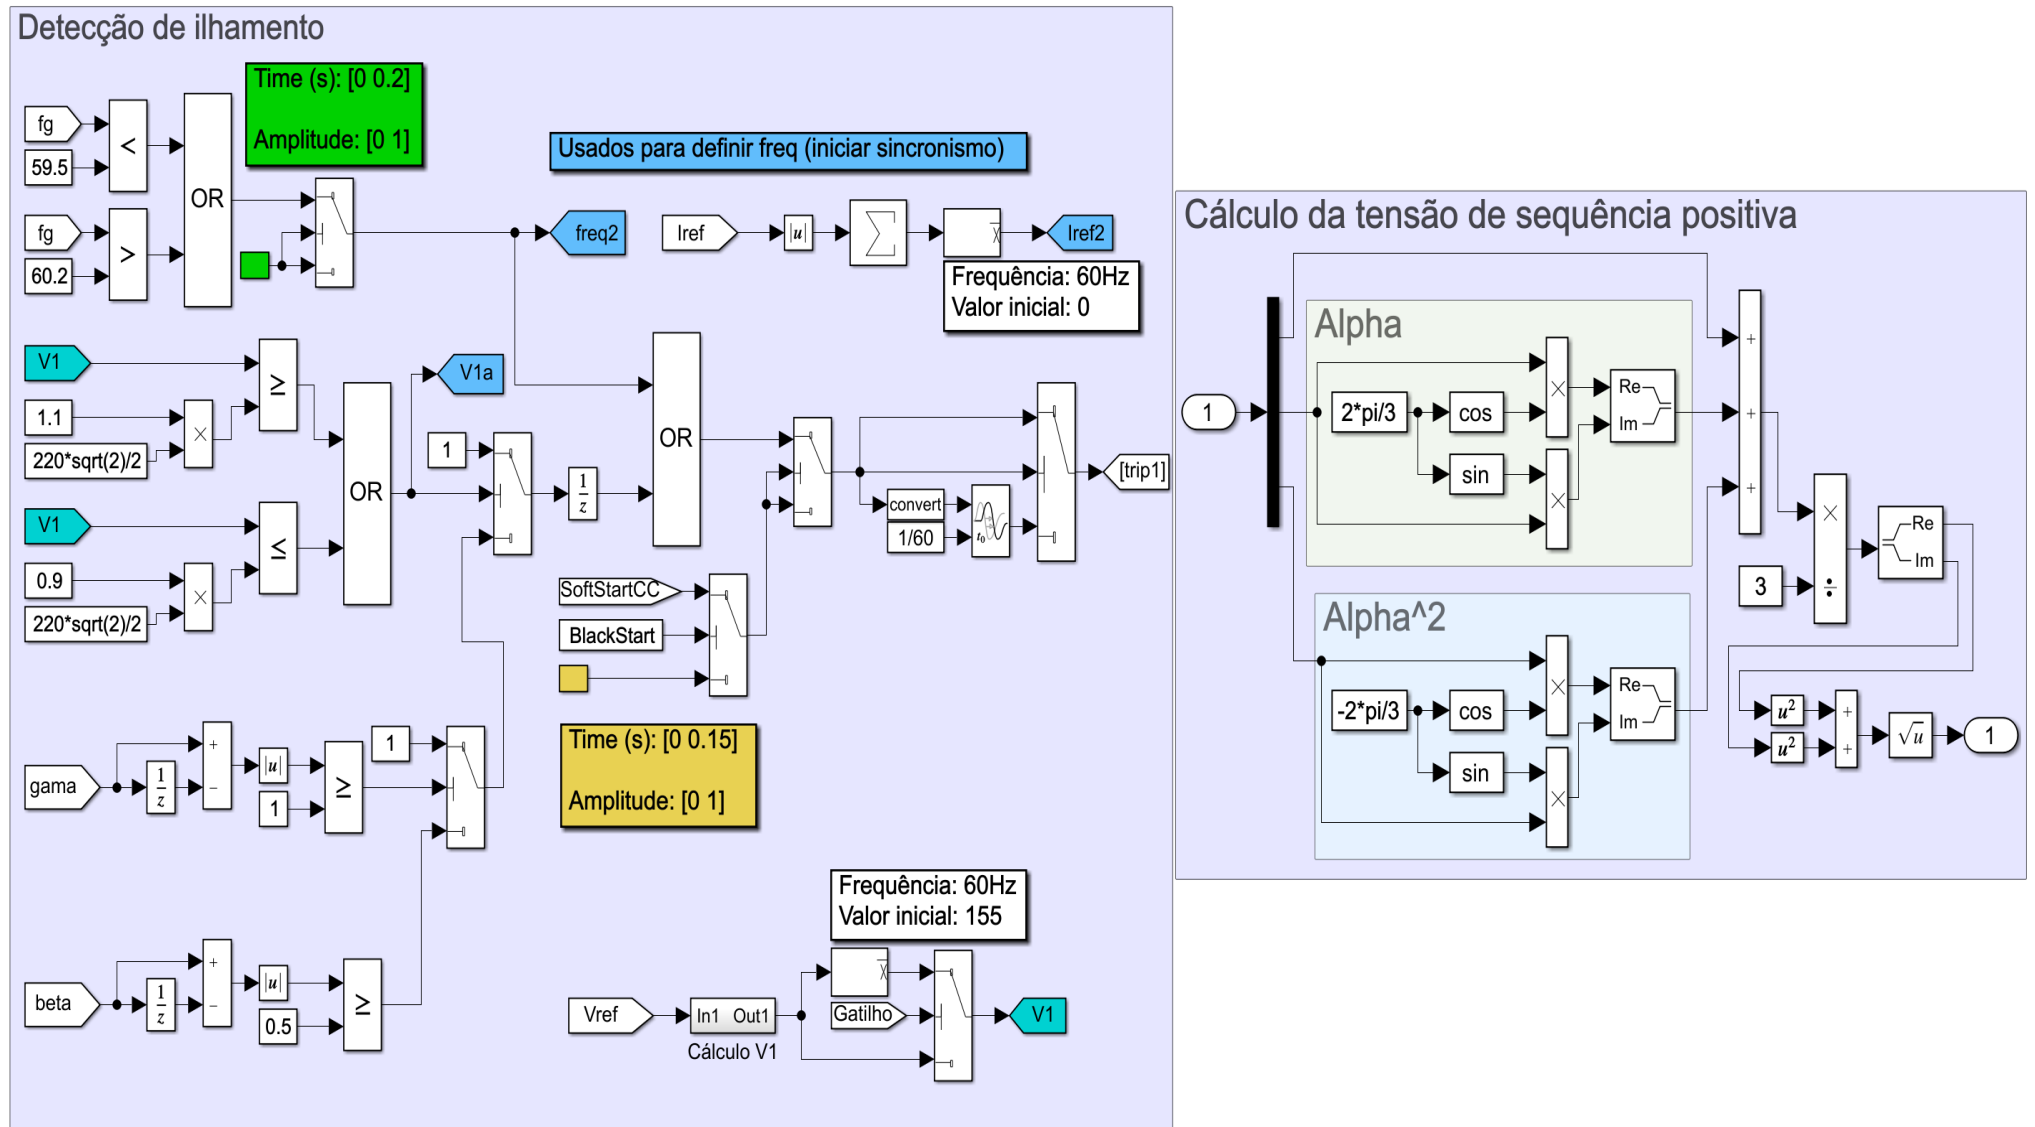 Detecção de ilhamento
Time (s): [0 0.2]
Amplitude: [0 1]
fg
59.5
<
OR
fg
60.2
>
freq2
Usados para definir freq (iniciar sincronismo)
Iref
|u|
∑
x
Iref2
Frequência: 60Hz
Valor inicial: 0
V1
1.1
220*sqrt(2)/2
×
≥
V1
0.9
220*sqrt(2)/2
×
≤
OR
V1a
1
1
z
OR
convert
1/60
t0
[trip1]
SoftStartCC
BlackStart
Time (s): [0 0.15]
Amplitude: [0 1]
gama
1
z
+
−
|u|
1
≥
1
beta
1
z
+
−
|u|
0.5
≥
Frequência: 60Hz
Valor inicial: 155
Vref
In1 Out1
Cálculo V1
x
Gatilho
V1
Cálculo da tensão de sequência positiva
1
Alpha
2*pi/3
cos
sin
×
×
Re
Im
Alpha^2
-2*pi/3
cos
sin
×
×
Re
Im
+
+
+
3
×
÷
Re
Im
u²
u²
+
+
√u
1